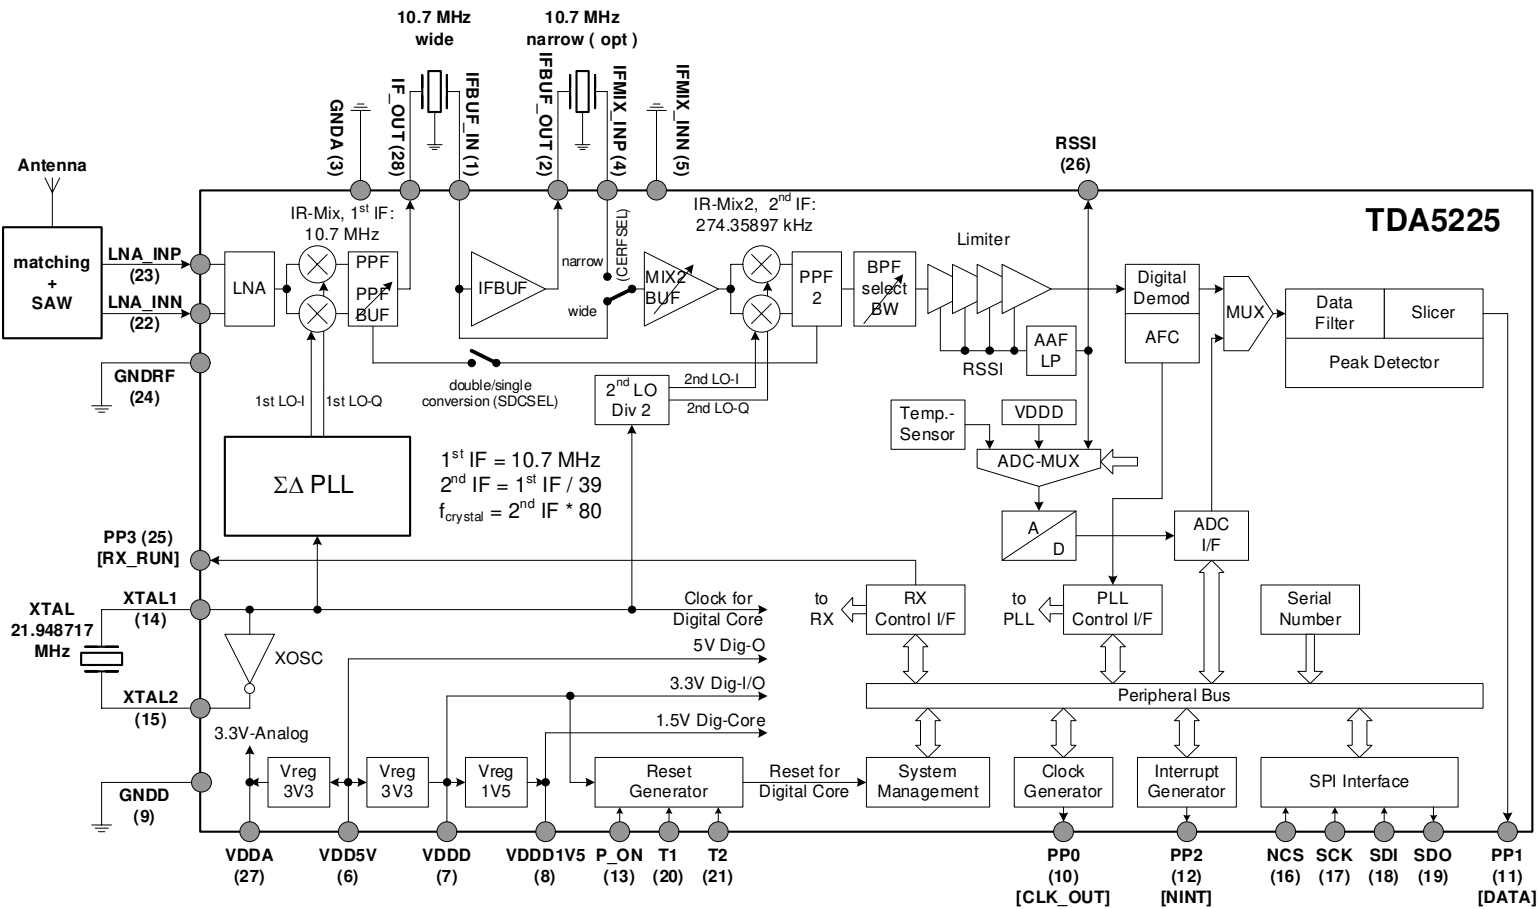 10.7 MHz
wide
10.7 MHz
narrow ( opt )
GNDA (3)
IF_OUT (28)
IFBUF_IN (1)
IFBUF_OUT (2)
IFMIX_INP (4)
IFMIX_INN (5)
RSSI
(26)
Antenna
matching
+
SAW
LNA_INP
(23)
LNA_INN
(22)
GNDRF
(24)
TDA5225
IR-Mix, 1st IF:
10.7 MHz
LNA
PPF
PPF
BUF
IFBUF
narrow
wide
(CERFSEL)
MIX2
BUF
IR-Mix2, 2nd IF:
274.35897 kHz
PPF
2
BPF
select
BW
Limiter
RSSI
AAF
LP
Digital
Demod
AFC
MUX
Data
Filter
Slicer
Peak Detector
double/single
conversion (SDCSEL)
1st LO-I
1st LO-Q
2nd LO
Div 2
2nd LO-I
2nd LO-Q
Temp.-
Sensor
VDDD
ADC-MUX
ΣΔ PLL
1st IF = 10.7 MHz
2nd IF = 1st IF / 39
fcrystal = 2nd IF * 80
A
D
ADC
I/F
PP3 (25)
[RX_RUN]
XTAL1
(14)
XTAL
21.948717
MHz
XTAL2
(15)
XOSC
Clock for
Digital Core
5V Dig-O
3.3V Dig-I/O
1.5V Dig-Core
to
RX
RX
Control I/F
to
PLL
PLL
Control I/F
Serial
Number
Peripheral Bus
3.3V-Analog
GNDD
(9)
Vreg
3V3
Vreg
3V3
Vreg
1V5
Reset
Generator
Reset for
Digital Core
System
Management
Clock
Generator
Interrupt
Generator
SPI Interface
VDDA
(27)
VDD5V
(6)
VDDD
(7)
VDDD1V5
(8)
P_ON
(13)
T1
(20)
T2
(21)
PP0
(10)
[CLK_OUT]
PP2
(12)
[NINT]
NCS
(16)
SCK
(17)
SDI
(18)
SDO
(19)
PP1
(11)
[DATA]